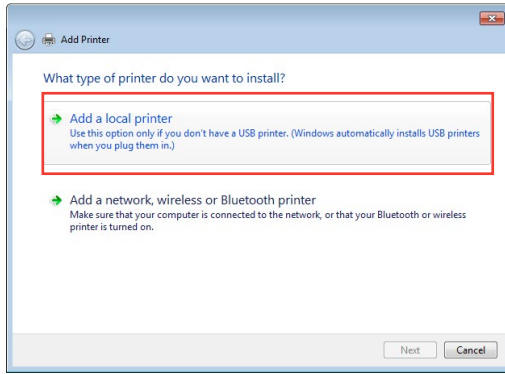 Add Printer
What type of printer do you want to install?
Add a local printer
Use this option only if you don't have a USB printer. (Windows automatically installs USB printers
when you plug them in.)
Add a network, wireless or Bluetooth printer
Make sure that your computer is connected to the network, or that your Bluetooth or wireless
printer is turned on.
Next Cancel